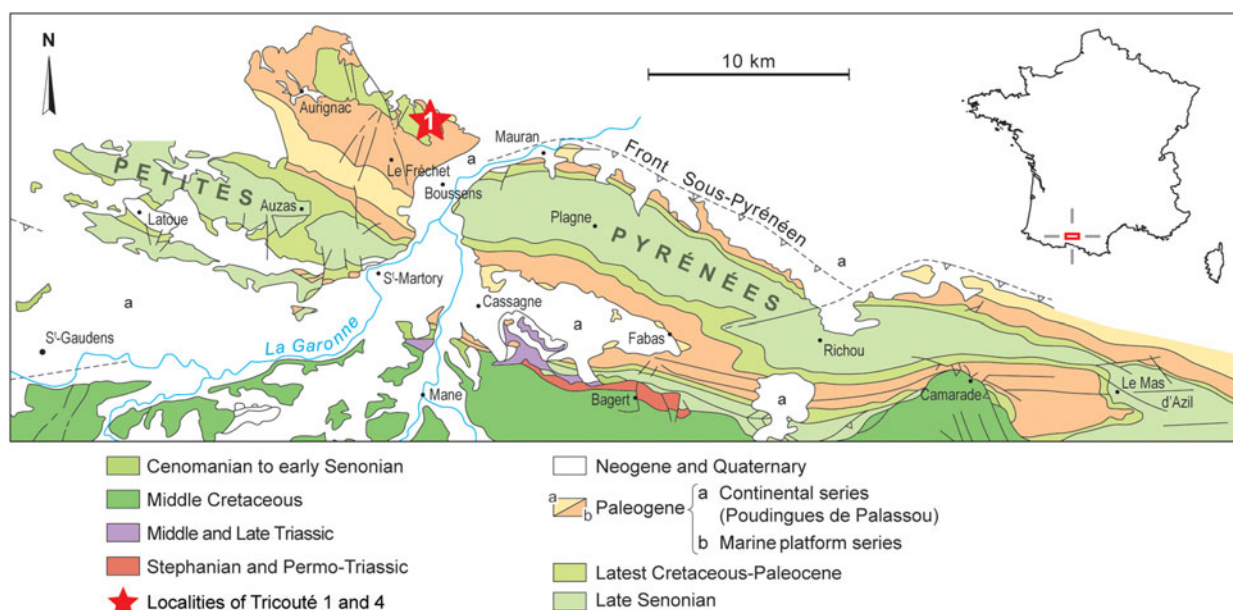 N
10 km
1
Aurignac
Mauran
a
Front Sous-Pyrénéen
Le Fréchet
Boussens
PETITES
Auzas
Latoue
Plagne
PYRÉNÉES
a
Sᵗ-Martory
Cassagne
a
a
Sᵗ-Gaudens
La Garonne
Fabas
Richou
Mane
Bagert
a
Camarade
Le Mas
d'Azil
Cenomanian to early Senonian
Middle Cretaceous
Middle and Late Triassic
Stephanian and Permo-Triassic
Localities of Tricouté 1 and 4
Neogene and Quaternary
a b Paleogene
a Continental series
(Poudingues de Palassou)
b Marine platform series
Latest Cretaceous-Paleocene
Late Senonian